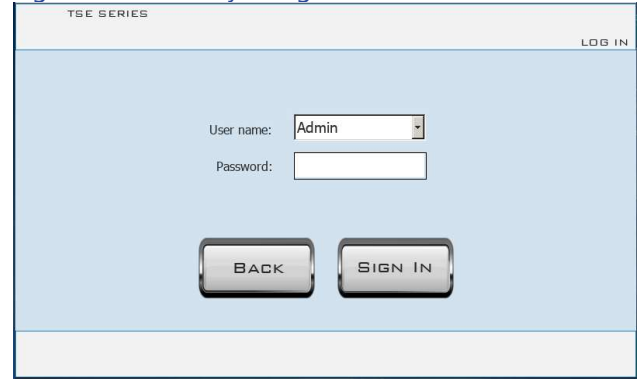 TSE SERIES
LOG IN
User name: Admin
Password:
BACK SIGN IN